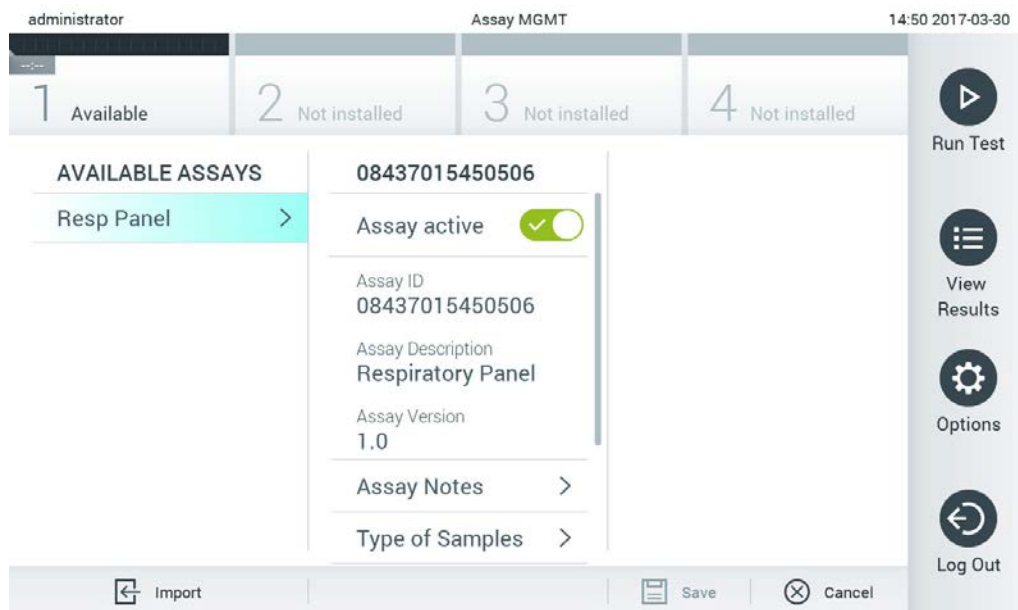 administrator
Assay MGMT
14:50 2017-03-30
--:--
1 Available
2 Not installed
3 Not installed
4 Not installed
Run Test
View
Results
Options
Log Out
AVAILABLE ASSAYS
Resp Panel
08437015450506
Assay active
Assay ID
08437015450506
Assay Description
Respiratory Panel
Assay Version
1.0
Assay Notes
Type of Samples
Import
Save
Cancel